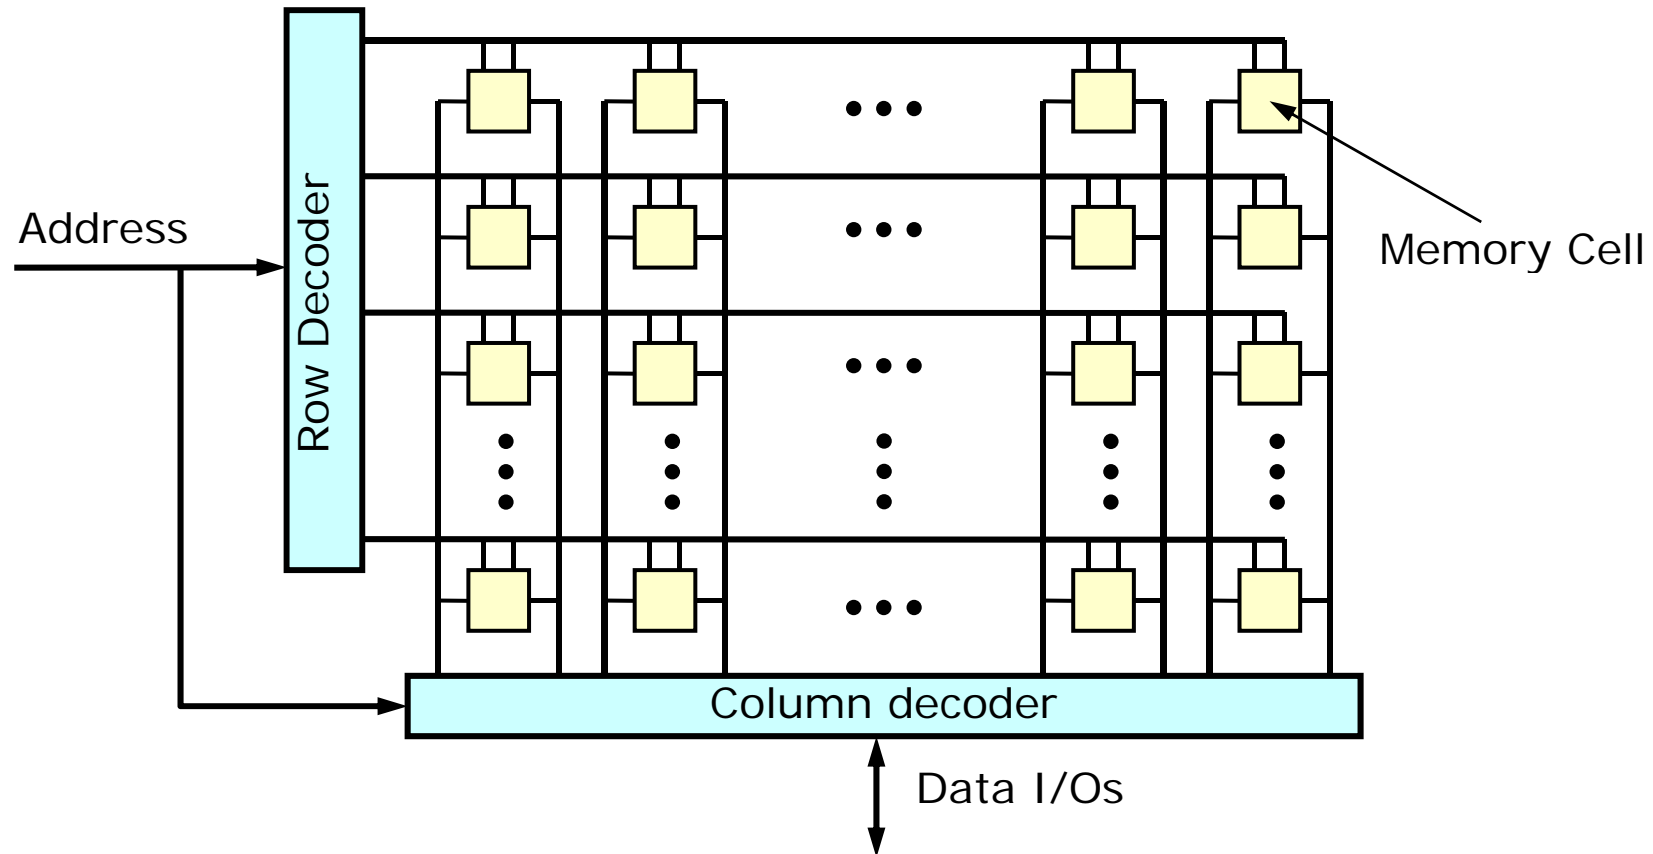 Address
Row Decoder
Memory Cell
Column decoder
Data I/Os